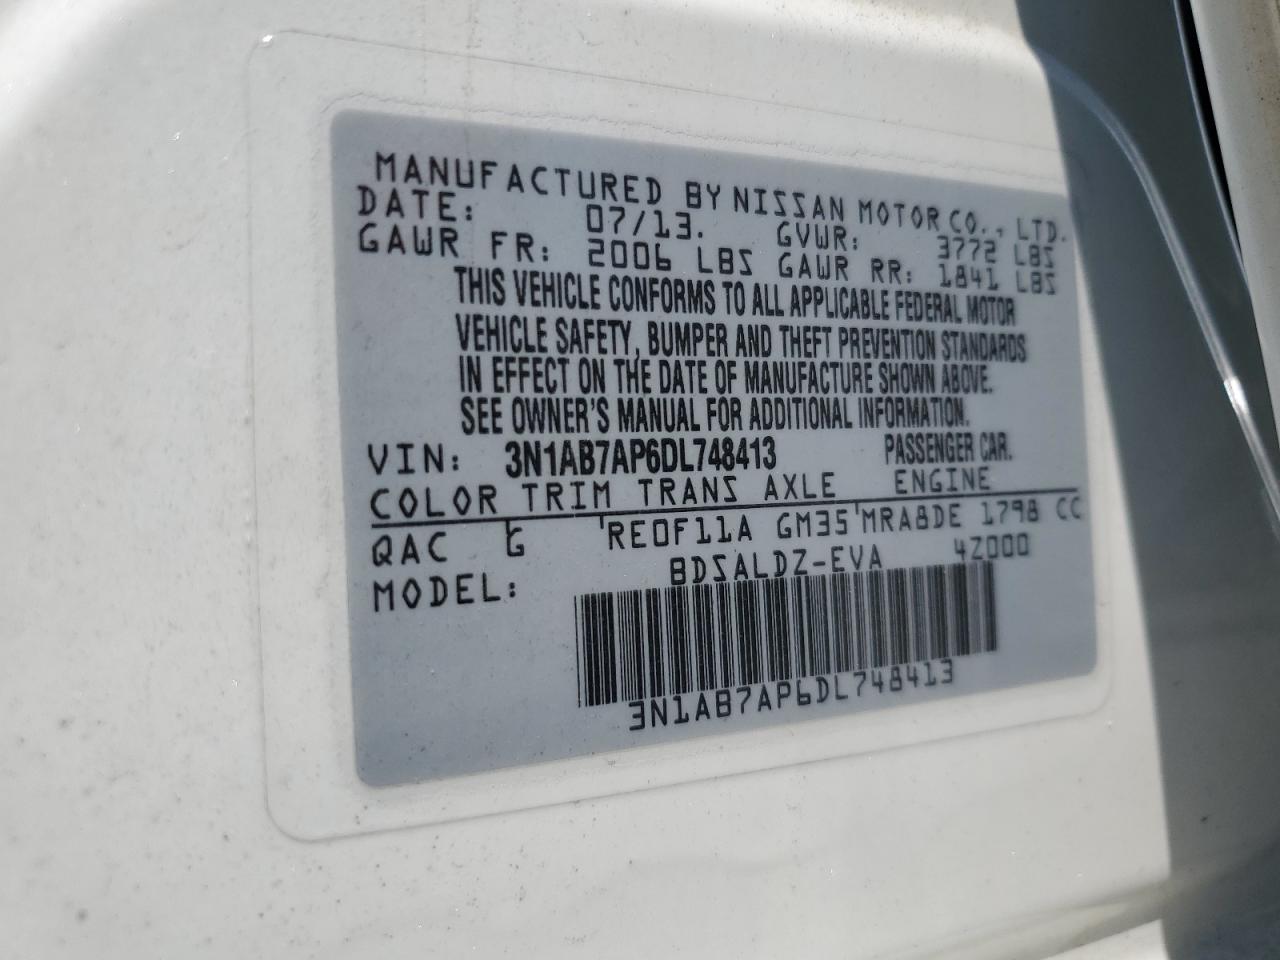 MANUFACTURED BY NISSAN MOTOR CO., LTD.
DATE: 07/13. GVWR: 3772 LBS
GAWR FR: 2006 LBS GAWR RR: 1841 LBS
THIS VEHICLE CONFORMS TO ALL APPLICABLE FEDERAL MOTOR
VEHICLE SAFETY, BUMPER AND THEFT PREVENTION STANDARDS
IN EFFECT ON THE DATE OF MANUFACTURE SHOWN ABOVE.
SEE OWNER'S MANUAL FOR ADDITIONAL INFORMATION.
VIN: 3N1AB7AP6DL748413 PASSENGER CAR.
COLOR TRIM TRANS AXLE ENGINE
QAC G RE0F11A GM35 MRA8DE 1798 CC
MODEL: BDSALDZ-EVA 4Z000
3N1AB7AP6DL748413